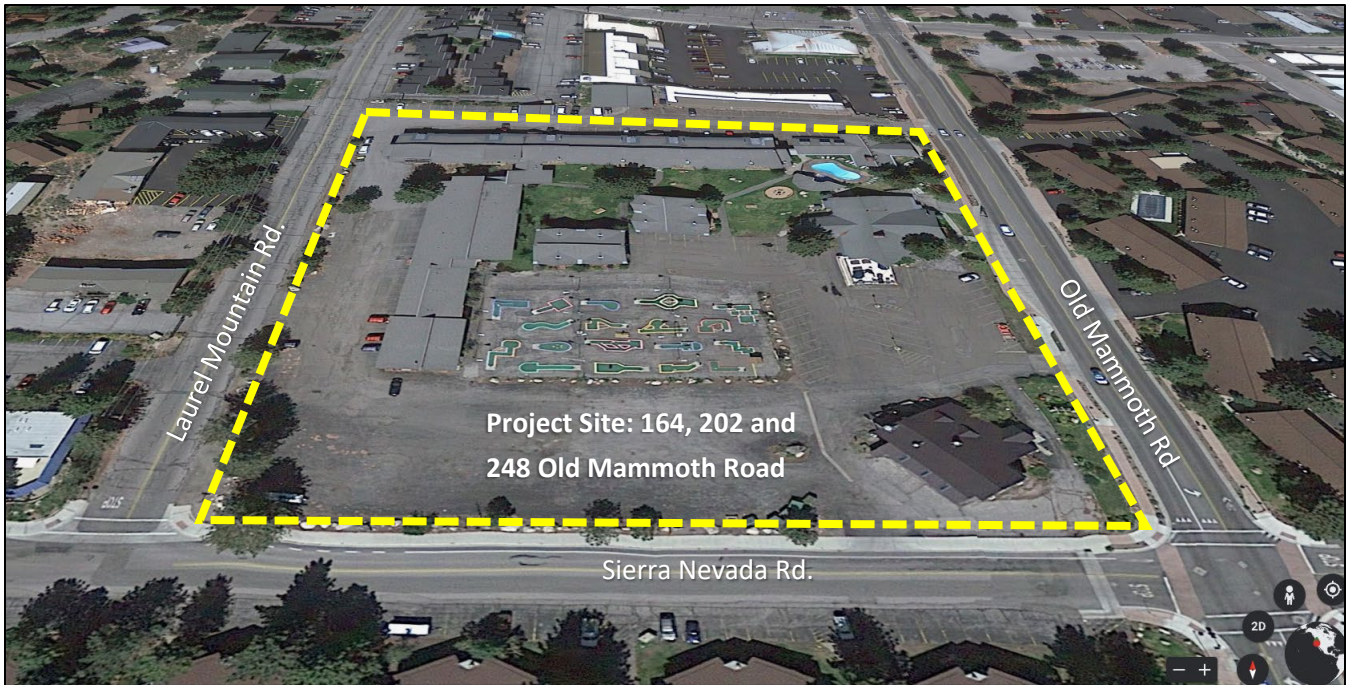 Laurel Mountain Rd.
Old Mammoth Rd
Project Site: 164, 202 and
248 Old Mammoth Road
Sierra Nevada Rd.
STOP
2D